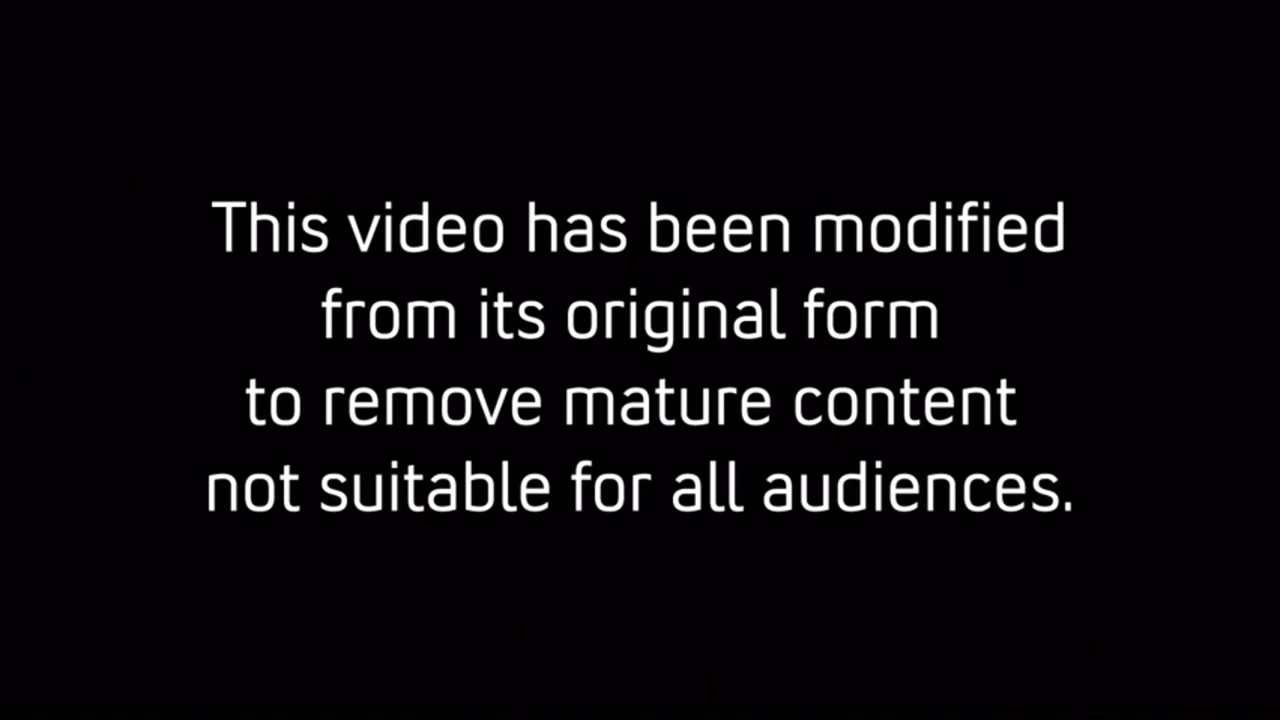 This video has been modified
from its original form
to remove mature content
not suitable for all audiences.